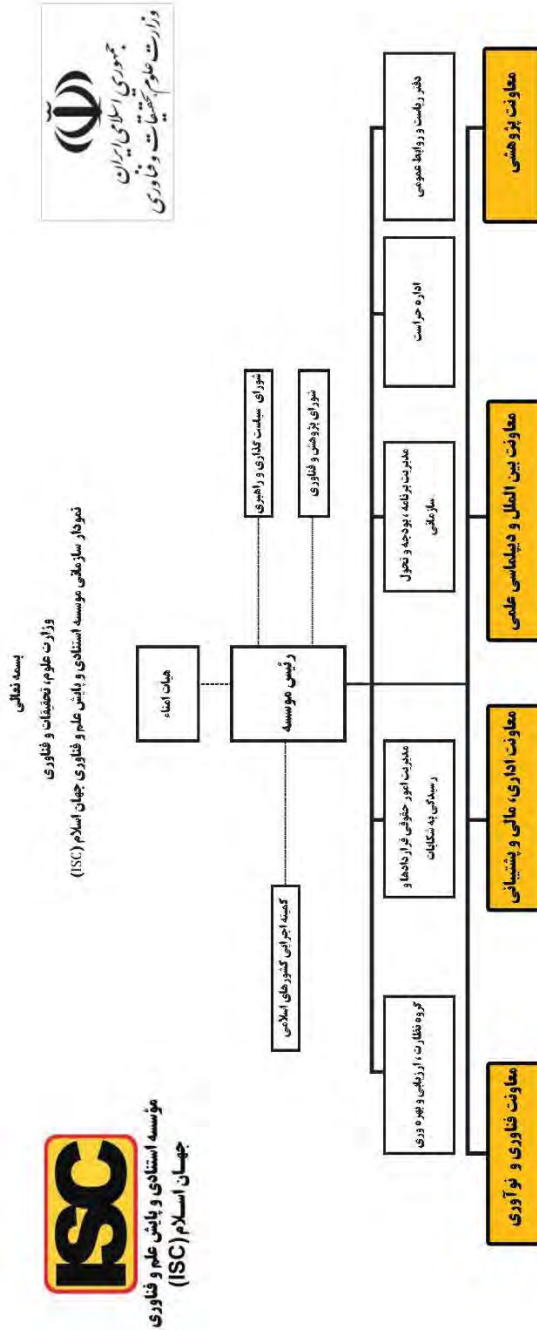 بسمه تعالی
وزارت علوم، تحقیقات و فناوری
نمودار سازمانی موسسه استنادی و پایش علم و فناوری جهان اسلام (ISC)
جمهوری اسلامی ایران
وزارت علوم تحقیقات و فناوری
ISC
مؤسسه استنادی و پایش علم و فناوری
جهـان اسـلام (ISC)
هیات امناء
رئیس موسسه
شورای سیاست گذاری و راهبری
شورای پژوهش و فناوری
کمیته اجرایی کشورهای اسلامی
دفتر ریاست و روابط عمومی
اداره حراست
مدیریت برنامه، بودجه و تحول
سازمانی
مدیریت امور حقوقی قراردادها و
رسیدگی به شکایات
گروه نظارت، ارزیابی و بهره وری
معاونت پژوهشی
معاونت بین الملل و دیپلماسی علمی
معاونت اداری، مالی و پشتیبانی
معاونت فناوری و نوآوری